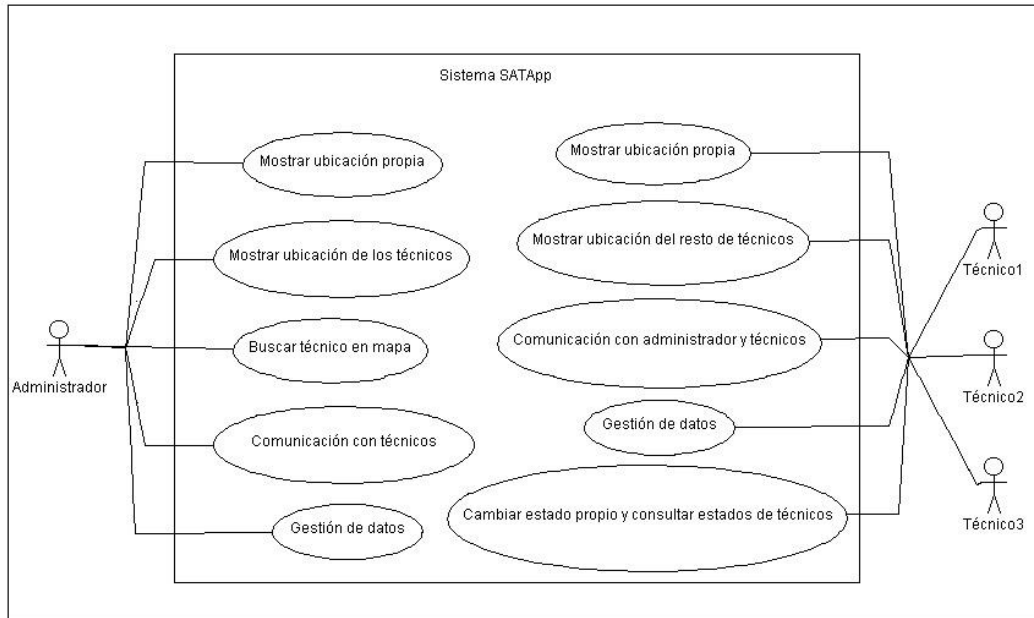 Sistema SATApp
Mostrar ubicación propia
Mostrar ubicación propia
Mostrar ubicación de los técnicos
Mostrar ubicación del resto de técnicos
Técnico1
Buscar técnico en mapa
Comunicación con administrador y técnicos
Administrador
Técnico2
Comunicación con técnicos
Gestión de datos
Gestión de datos
Cambiar estado propio y consultar estados de técnicos
Técnico3